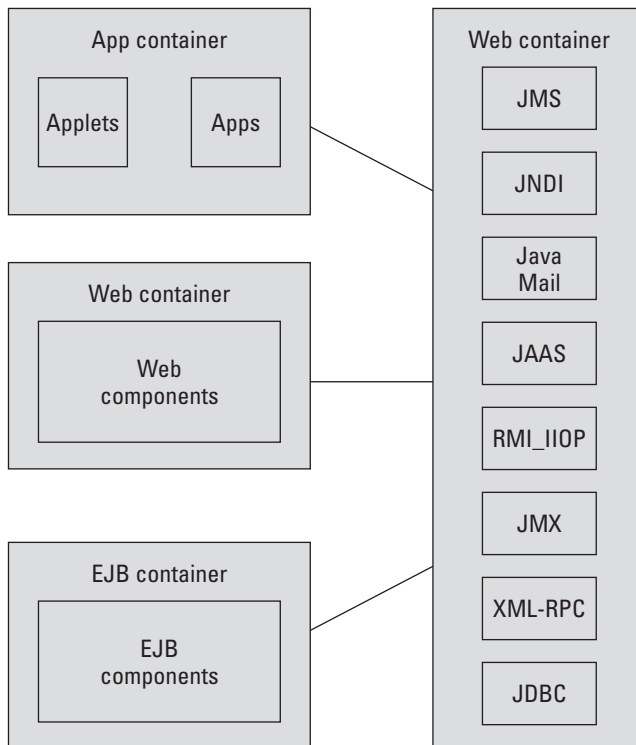 App container
Applets
Apps
Web container
Web
components
EJB container
EJB
components
Web container
JMS
JNDI
Java
Mail
JAAS
RMI_IIOP
JMX
XML-RPC
JDBC